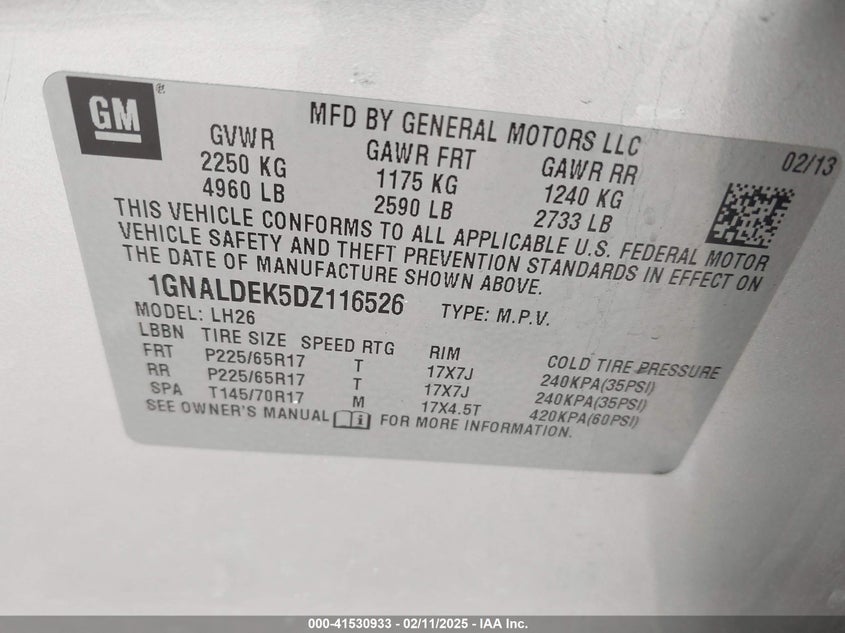 GM ®
MFD BY GENERAL MOTORS LLC
02/13
GVWR GAWR FRT GAWR RR
2250 KG 1175 KG 1240 KG
4960 LB 2590 LB 2733 LB
THIS VEHICLE CONFORMS TO ALL APPLICABLE U.S. FEDERAL MOTOR
VEHICLE SAFETY AND THEFT PREVENTION STANDARDS IN EFFECT ON
THE DATE OF MANUFACTURE SHOWN ABOVE.
1GNALDEK5DZ116526 TYPE: M.P.V.
MODEL: LH26
LBBN TIRE SIZE SPEED RTG RIM COLD TIRE PRESSURE
FRT P225/65R17 T 17X7J 240KPA(35PSI)
RR P225/65R17 T 17X7J 240KPA(35PSI)
SPA T145/70R17 M 17X4.5T 420KPA(60PSI)
SEE OWNER'S MANUAL FOR MORE INFORMATION.
000-41530933 - 02/11/2025 - IAA Inc.